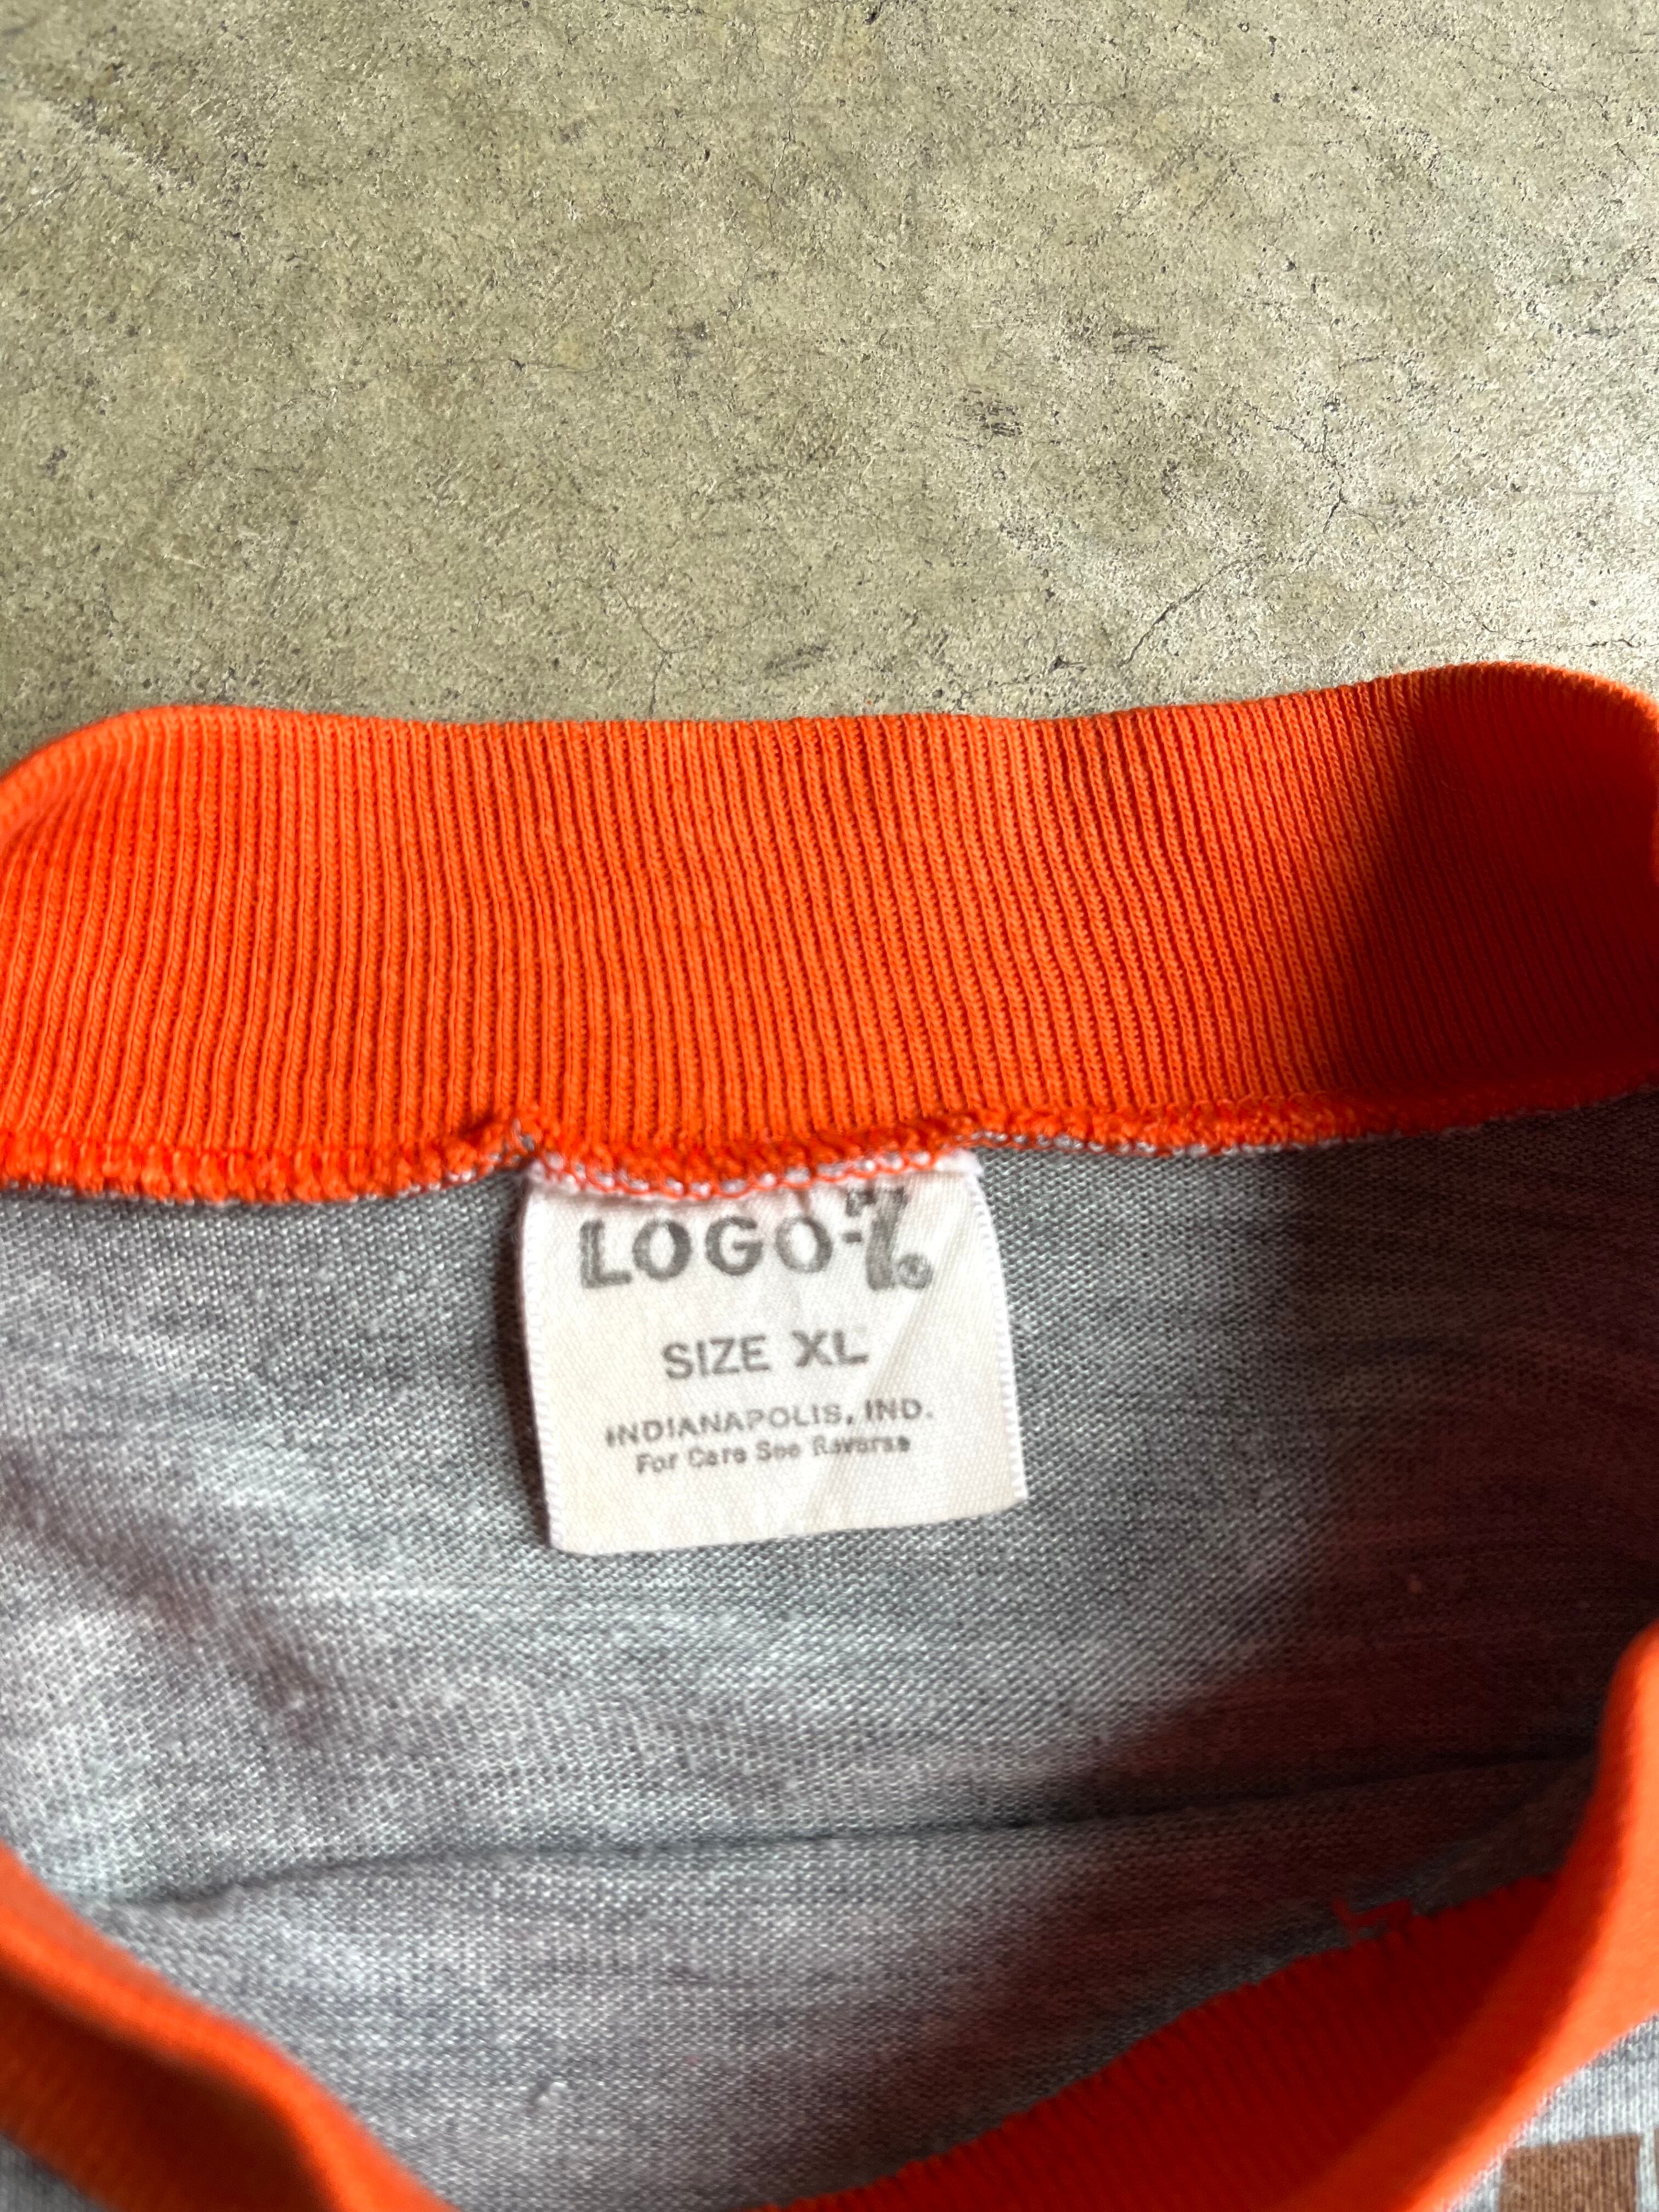 LOGO-7®
SIZE XL
INDIANAPOLIS, IND.
For Care See Reverse